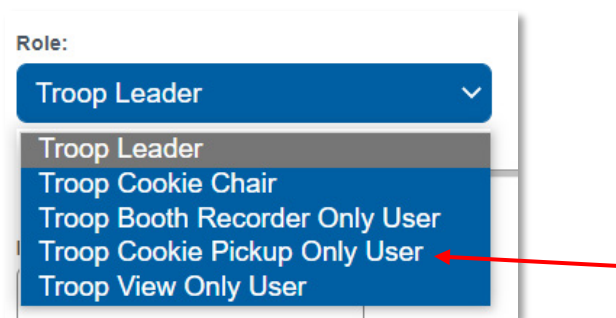 Role:
Troop Leader
Troop Leader
Troop Cookie Chair
Troop Booth Recorder Only User
Troop Cookie Pickup Only User
Troop View Only User